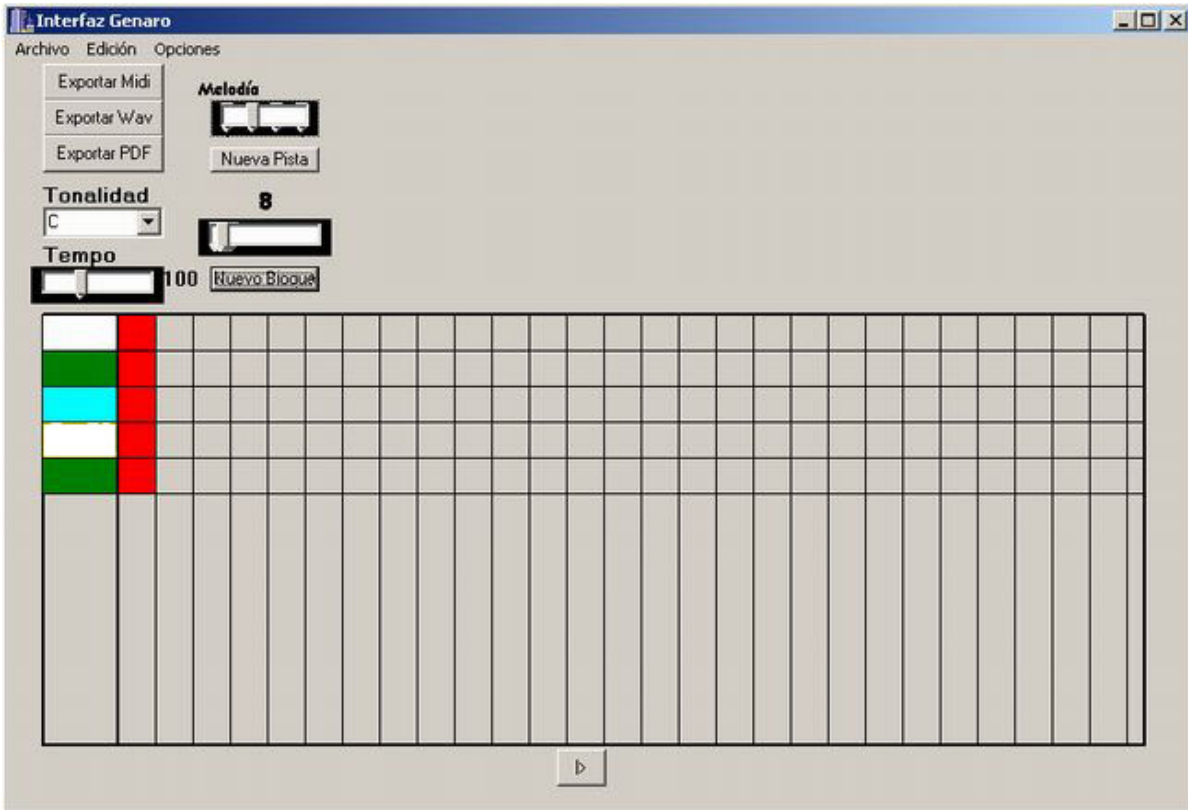 Interfaz Genaro
Archivo Edición Opciones
Exportar Midi
Exportar Wav
Exportar PDF
Melodía
Nueva Pista
Tonalidad
C
8
Tempo
100
Nuevo Bloque